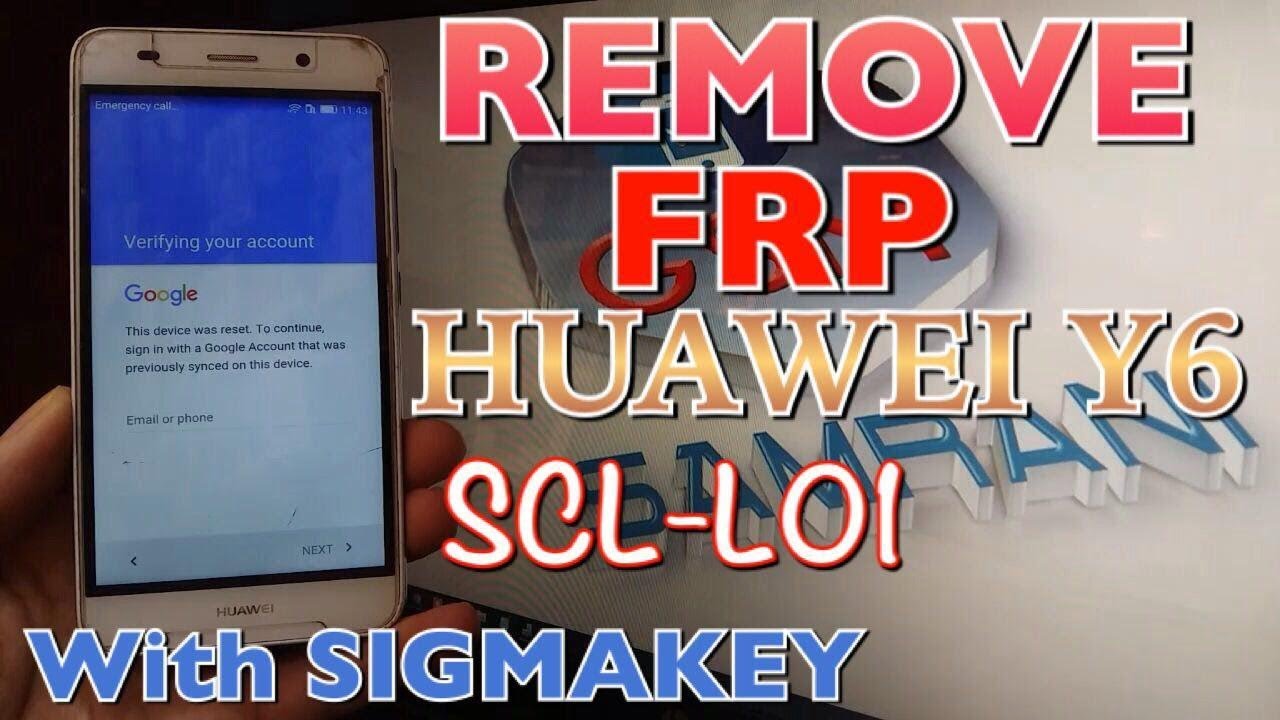 REMOVE
FRP
HUAWEI Y6
SCL-L01
With SIGMAKEY
SAMRANI
Emergency call... 11:43
Verifying your account
Google
This device was reset. To continue,
sign in with a Google Account that was
previously synced on this device.
Email or phone
NEXT
HUAWEI